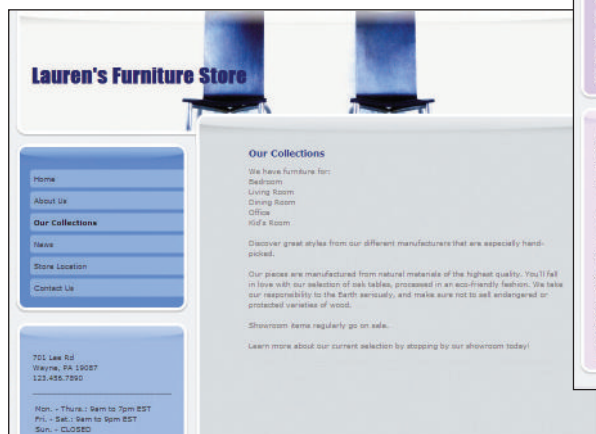 Lauren's Furniture Store
Home
About Us
Our Collections
News
Store Location
Contact Us
701 Lee Rd
Wayne, PA 19087
123.456.7890
Mon. - Thurs.: 9am to 7pm EST
Fri. - Sat.: 9am to 9pm EST
Sun. - CLOSED
Our Collections
We have furniture for:
Bedroom
Living Room
Dining Room
Office
Kid's Room
Discover great styles from our different manufacturers that are especially hand-
picked.
Our pieces are manufactured from natural materials of the highest quality. You'll fall
in love with our selection of oak tables, processed in an eco-friendly fashion. We take
our responsibility to the Earth seriously, and make sure not to sell endangered or
protected varieties of wood.
Showroom items regularly go on sale.
Learn more about our current selection by stopping by our showroom today!